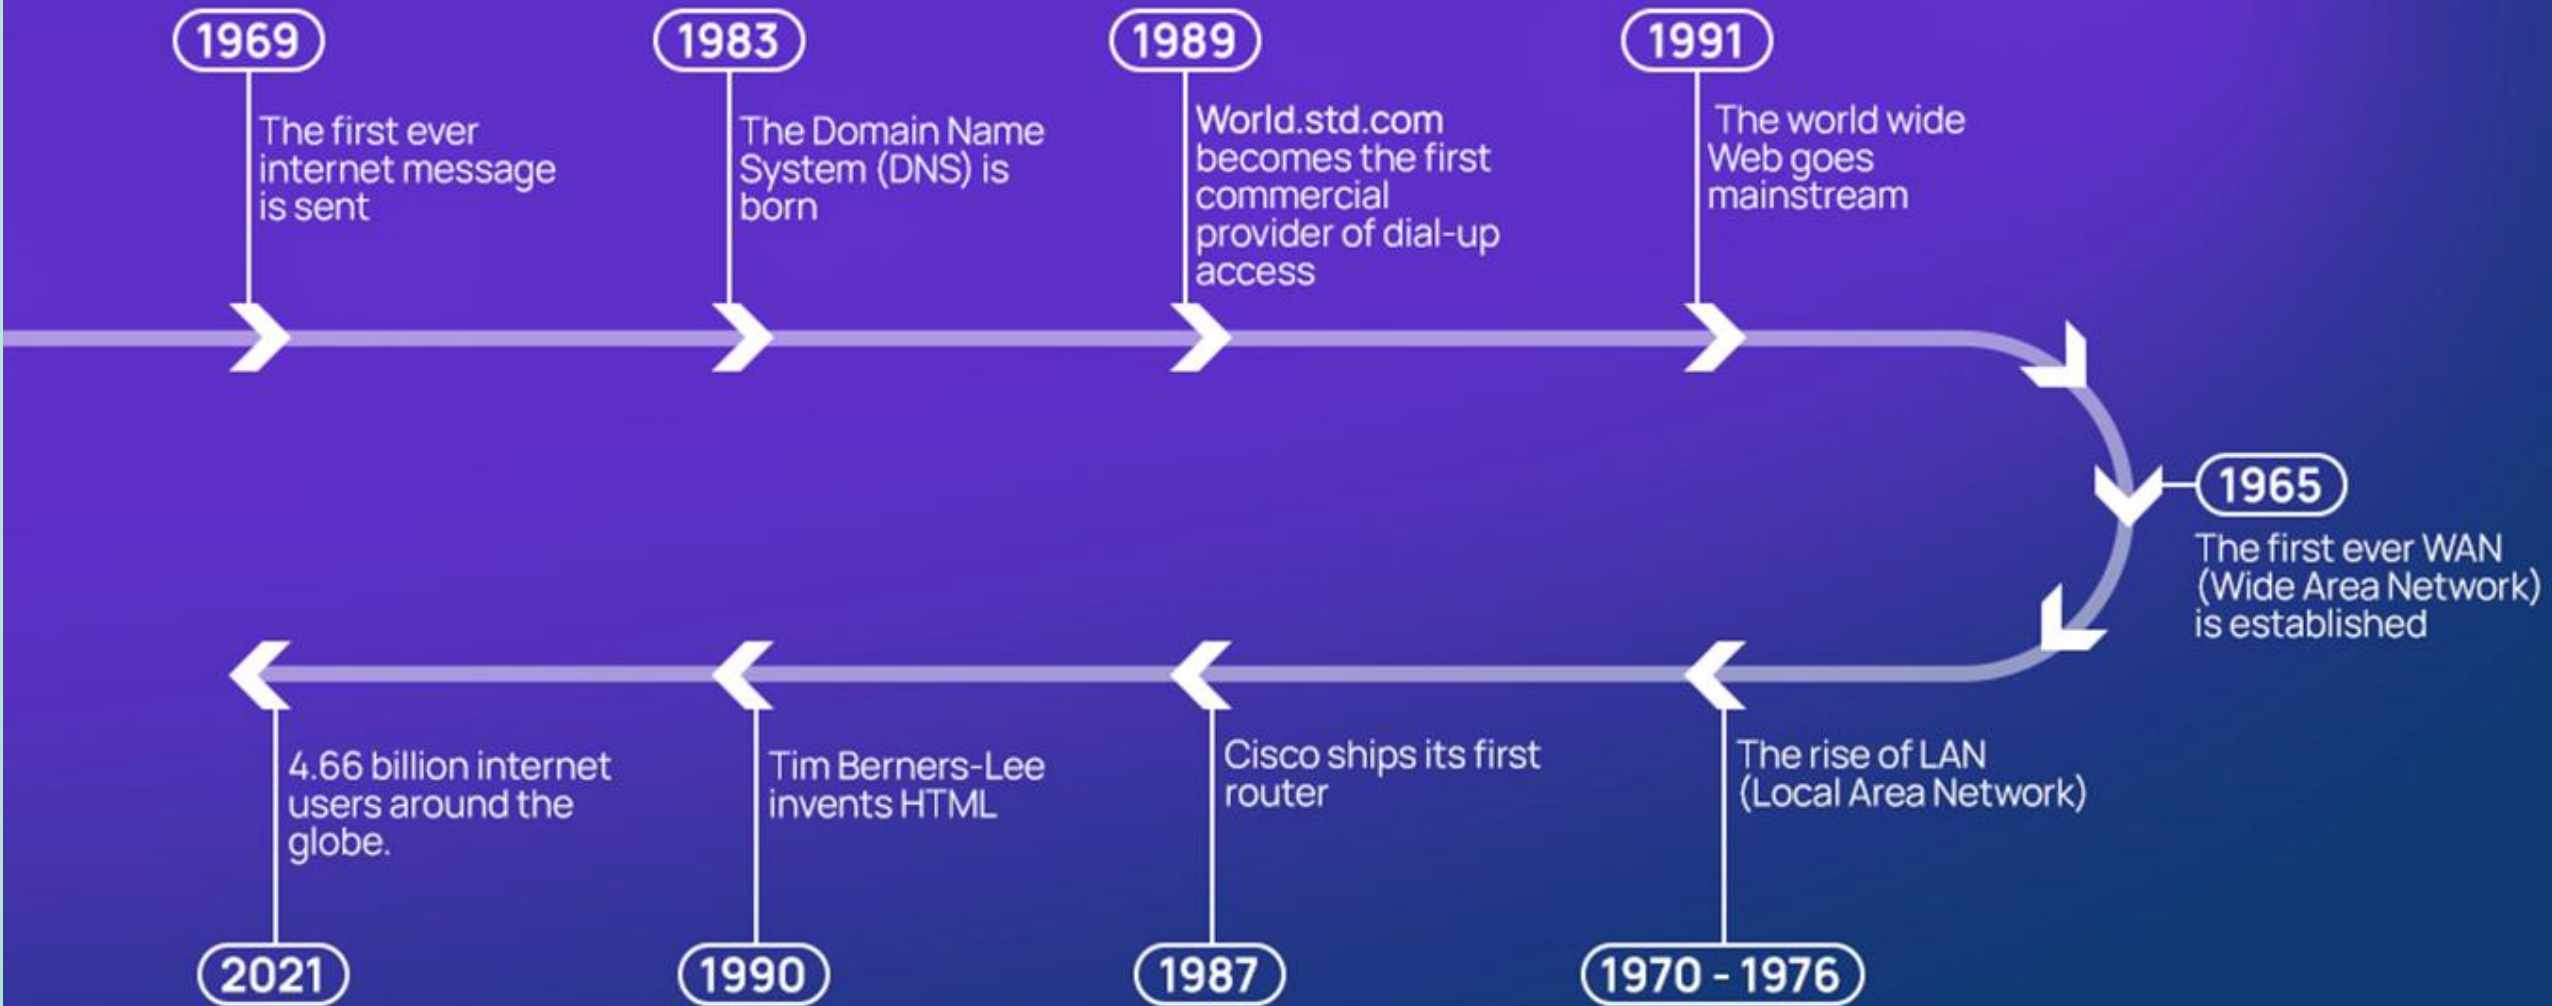 1969
The first ever
internet message
is sent
1983
The Domain Name
System (DNS) is
born
1989
World.std.com
becomes the first
commercial
provider of dial-up
access
1991
The world wide
Web goes
mainstream
1965
The first ever WAN
(Wide Area Network)
is established
The rise of LAN
(Local Area Network)
1970 - 1976
Cisco ships its first
router
1987
Tim Berners-Lee
invents HTML
1990
4.66 billion internet
users around the
globe.
2021